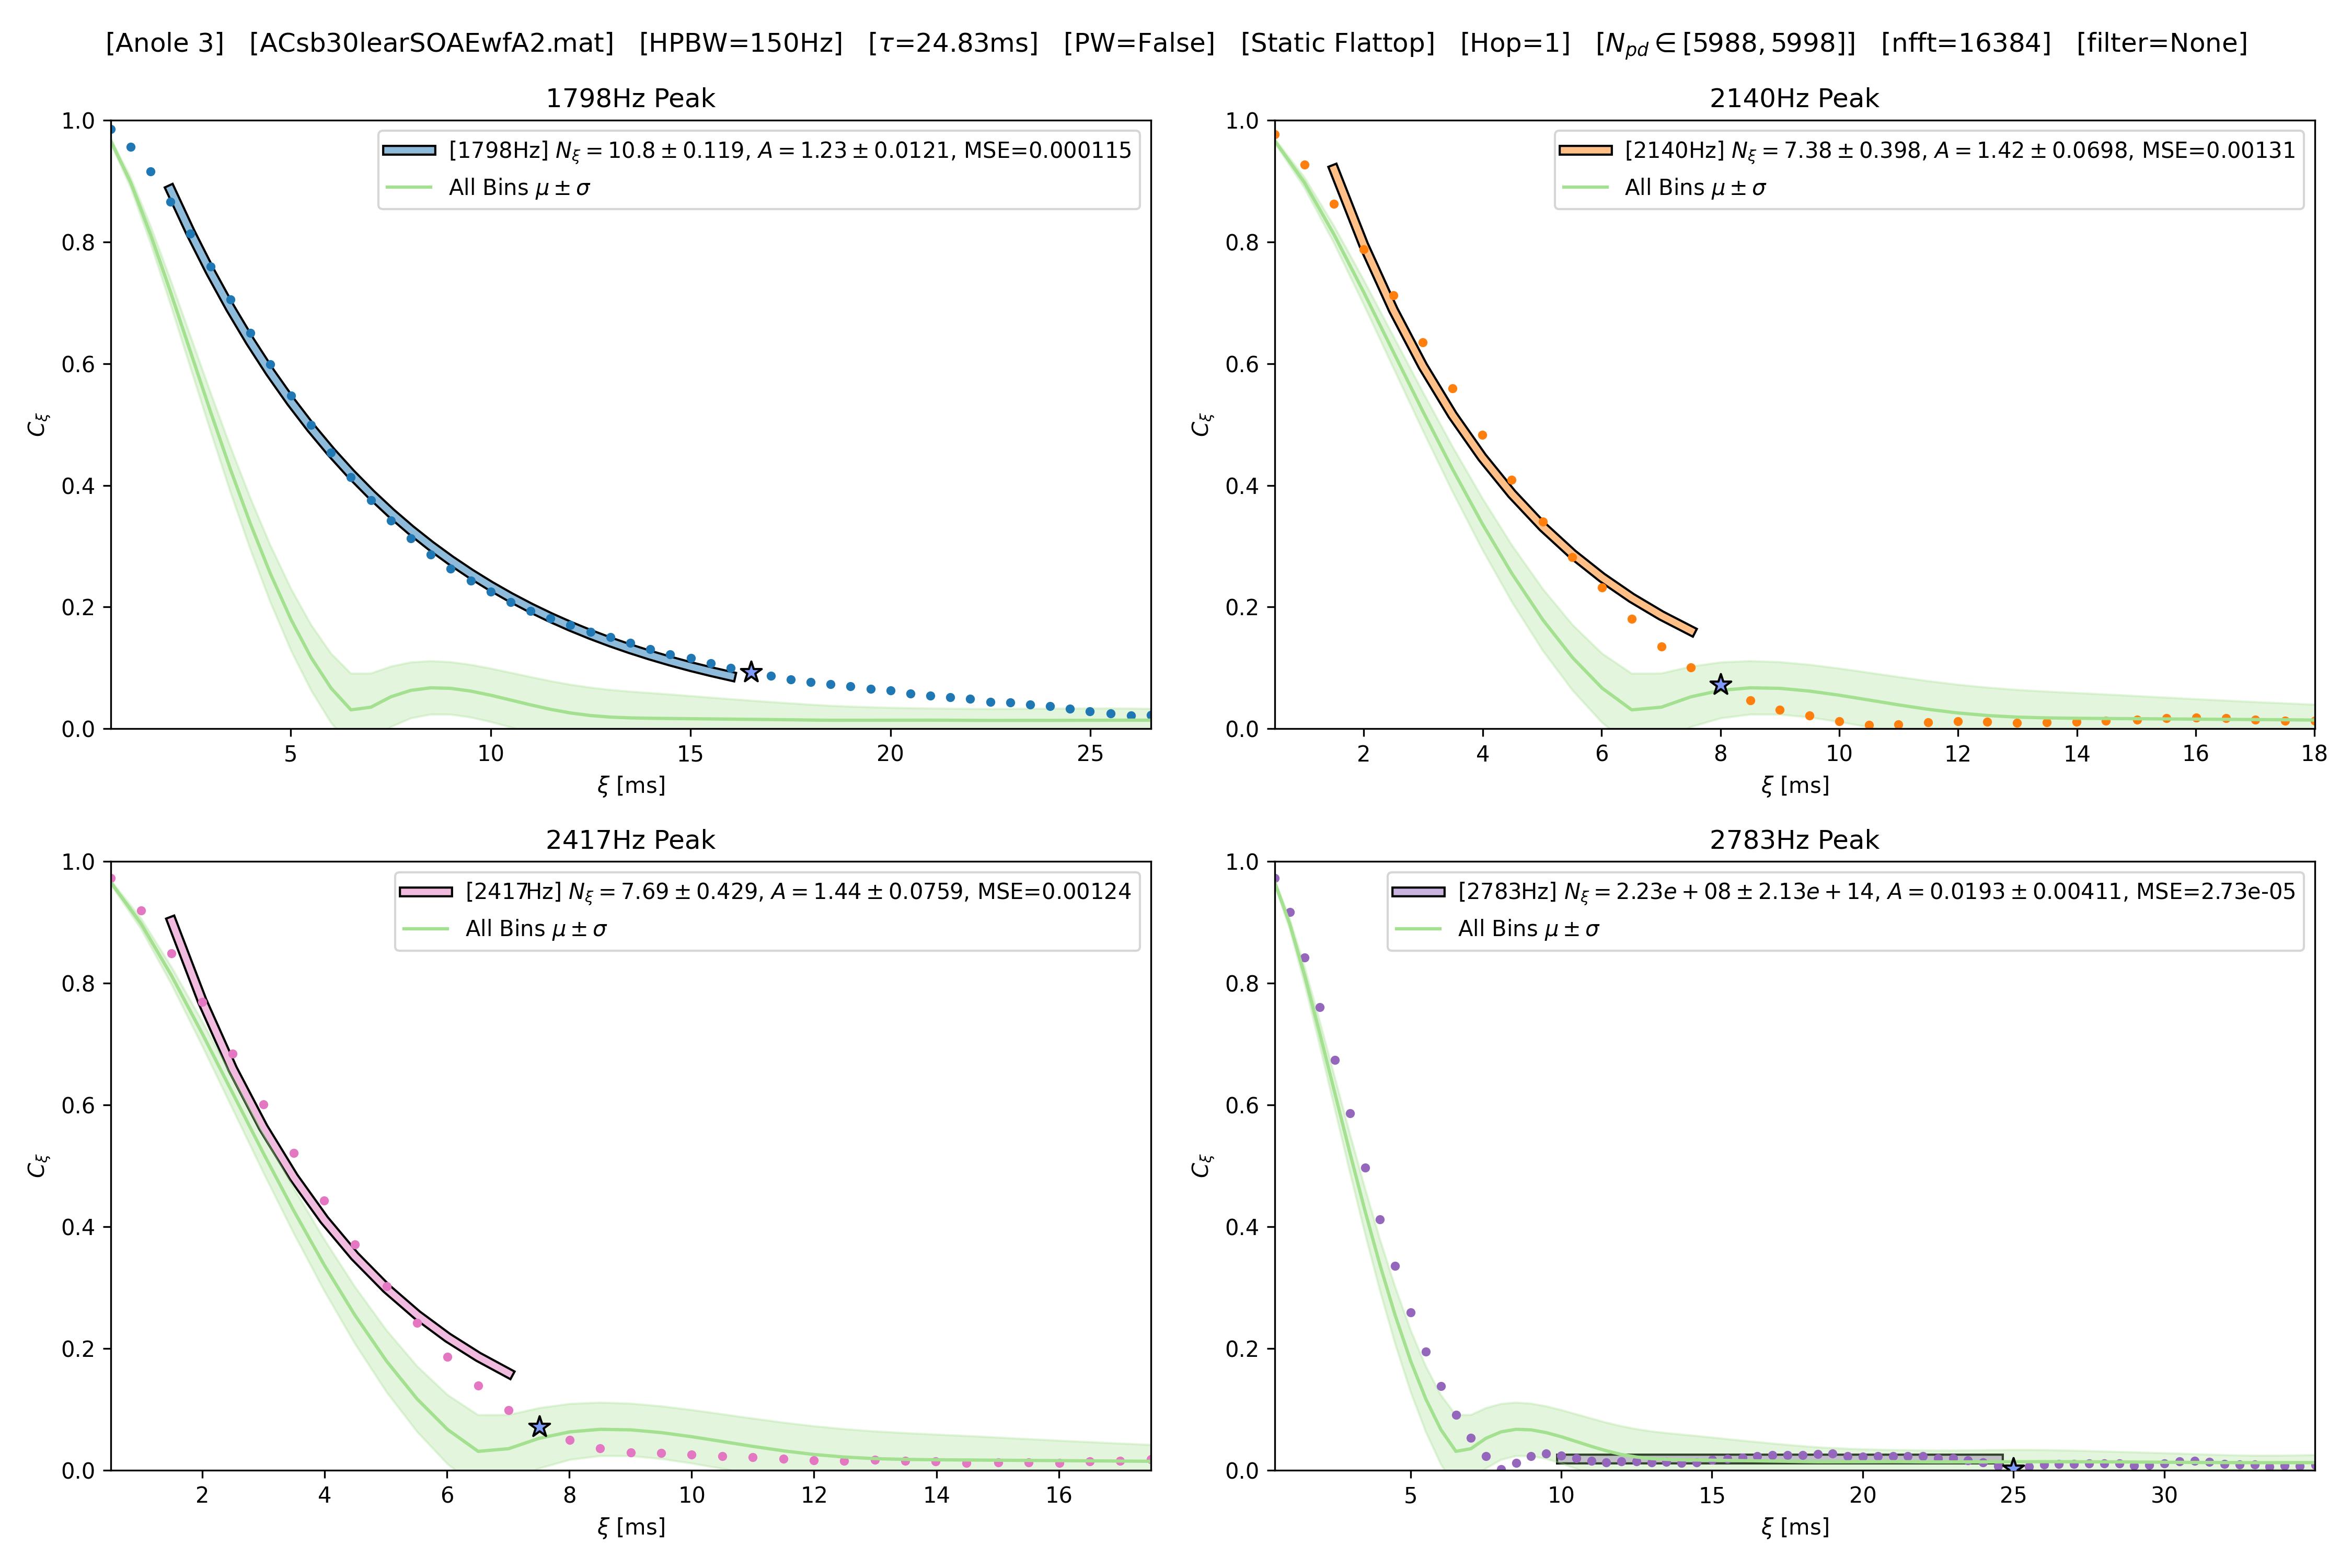 [Anole 3] [ACsb30learSOAEwfA2.mat] [HPBW=150Hz] [τ=24.83ms] [PW=False] [Static Flattop] [Hop=1] [N_pd ∈ [5988, 5998]] [nfft=16384] [filter=None]
1798Hz Peak
[1798Hz] N_ξ = 10.8 ± 0.119, A = 1.23 ± 0.0121, MSE=0.000115
All Bins μ ± σ
1.0
0.8
0.6
0.4
0.2
0.0
C_ξ
5 10 15 20 25
ξ [ms]
2140Hz Peak
[2140Hz] N_ξ = 7.38 ± 0.398, A = 1.42 ± 0.0698, MSE=0.00131
All Bins μ ± σ
1.0
0.8
0.6
0.4
0.2
0.0
C_ξ
2 4 6 8 10 12 14 16 18
ξ [ms]
2417Hz Peak
[2417Hz] N_ξ = 7.69 ± 0.429, A = 1.44 ± 0.0759, MSE=0.00124
All Bins μ ± σ
1.0
0.8
0.6
0.4
0.2
0.0
C_ξ
2 4 6 8 10 12 14 16
ξ [ms]
2783Hz Peak
[2783Hz] N_ξ = 2.23e + 08 ± 2.13e + 14, A = 0.0193 ± 0.00411, MSE=2.73e-05
All Bins μ ± σ
1.0
0.8
0.6
0.4
0.2
0.0
C_ξ
5 10 15 20 25 30
ξ [ms]